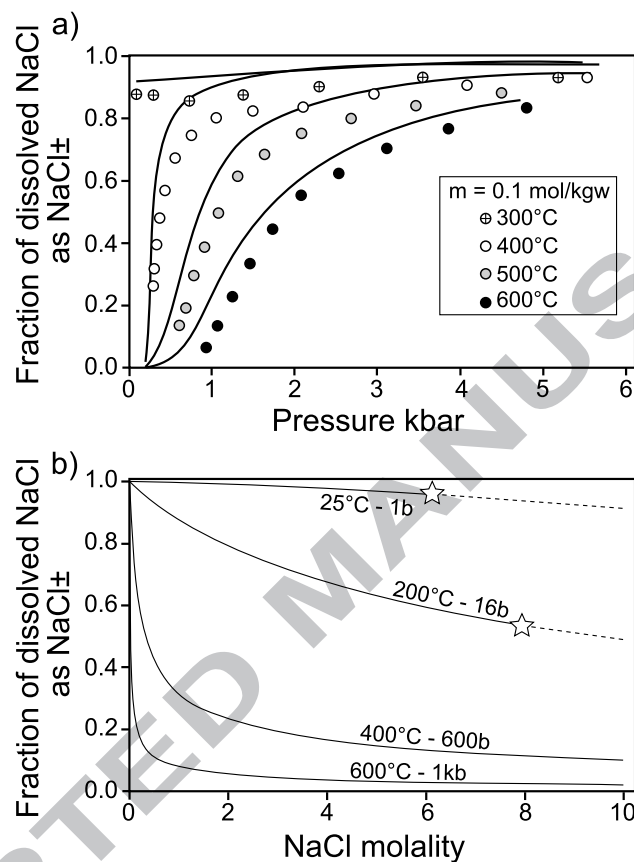 a)
Fraction of dissolved NaCl
as NaCl±
1.0
0.8
0.6
0.4
0.2
0.0
m = 0.1 mol/kgw
300°C
400°C
500°C
600°C
0 1 2 3 4 5 6
Pressure kbar
b)
Fraction of dissolved NaCl
as NaCl±
1.0
0.8
0.6
0.4
0.2
0.0
25°C - 1b
200°C - 16b
400°C - 600b
600°C - 1kb
0 2 4 6 8 10
NaCl molality
RTED MANUS